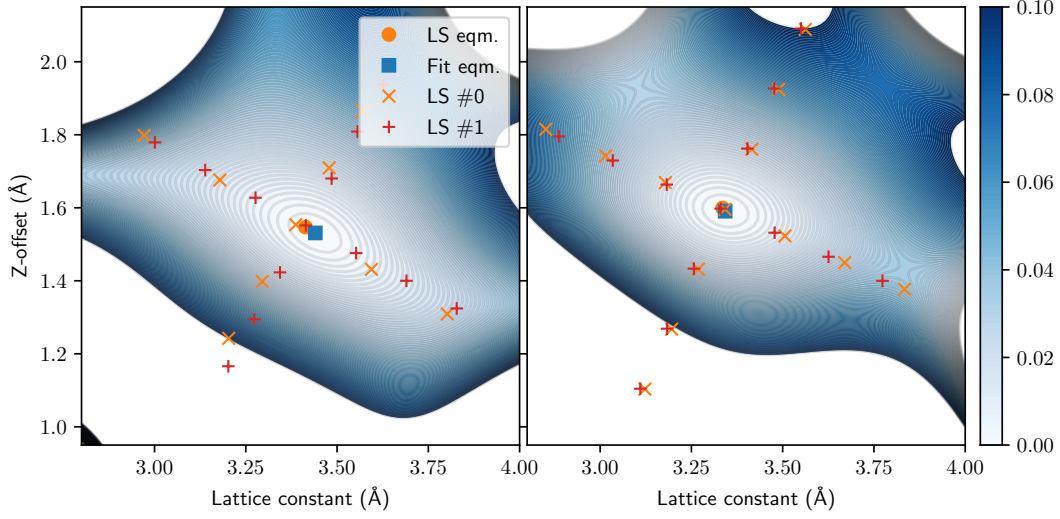 LS eqm.
Fit eqm.
LS #0
LS #1
2.0
1.8
1.6
1.4
1.2
1.0
Z-offset (Å)
3.00 3.25 3.50 3.75 4.00
Lattice constant (Å)
3.00 3.25 3.50 3.75 4.00
Lattice constant (Å)
0.10
0.08
0.06
0.04
0.02
0.00